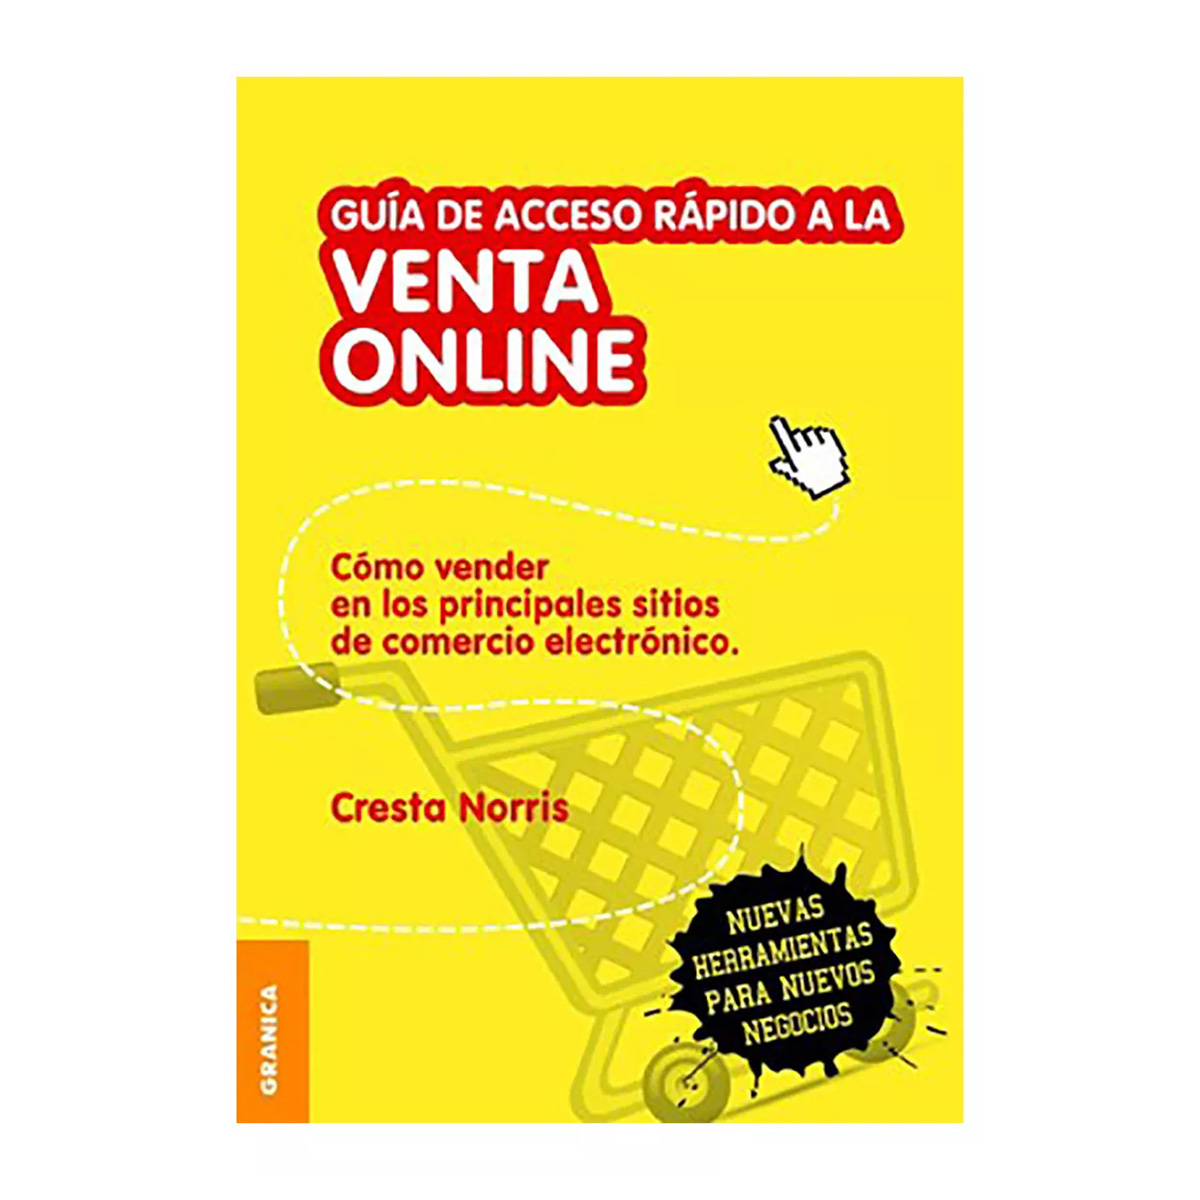 GUÍA DE ACCESO RÁPIDO A LA
VENTA
ONLINE
Cómo vender
en los principales sitios
de comercio electrónico.
Cresta Norris
NUEVAS
HERRAMIENTAS
PARA NUEVOS
NEGOCIOS
GRANICA